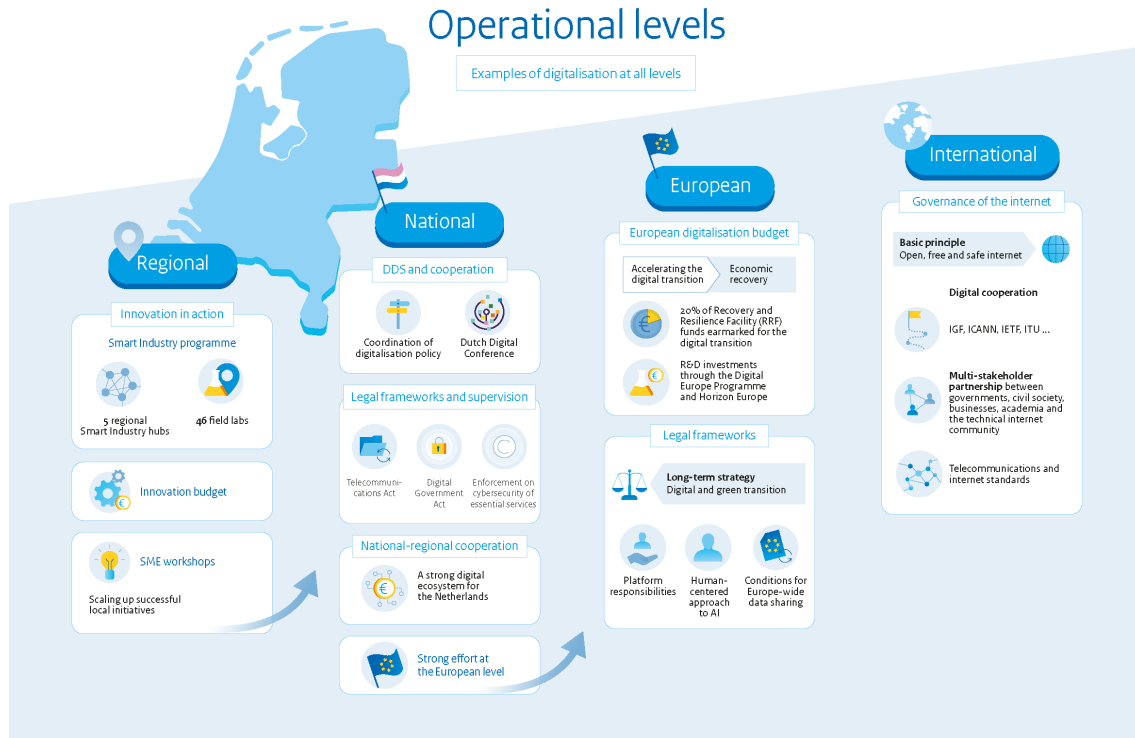 Operational levels
Examples of digitalisation at all levels
Regional
Innovation in action
Smart Industry programme
5 regional
Smart Industry hubs
46 field labs
Innovation budget
SME workshops
Scaling up successful
local initiatives
National
DDS and cooperation
Coordination of
digitalisation policy
Dutch Digital
Conference
Legal frameworks and supervision
Telecommuni-
cations Act
Digital
Government
Act
Enforcement on
cybersecurity of
essential services
National-regional cooperation
A strong digital
ecosystem for
the Netherlands
Strong effort at
the European level
European
European digitalisation budget
Accelerating the
digital transition
Economic
recovery
20% of Recovery and
Resilience Facility (RRF)
funds earmarked for the
digital transition
R&D investments
through the Digital
Europe Programme
and Horizon Europe
Legal frameworks
Long-term strategy
Digital and green transition
Platform
responsibilities
Human-
centered
approach
to AI
Conditions for
Europe-wide
data sharing
International
Governance of the internet
Basic principle
Open, free and safe internet
Digital cooperation
IGF, ICANN, IETF, ITU ...
Multi-stakeholder
partnership between
governments, civil society,
businesses, academia and
the technical internet
community
Telecommunications and
internet standards